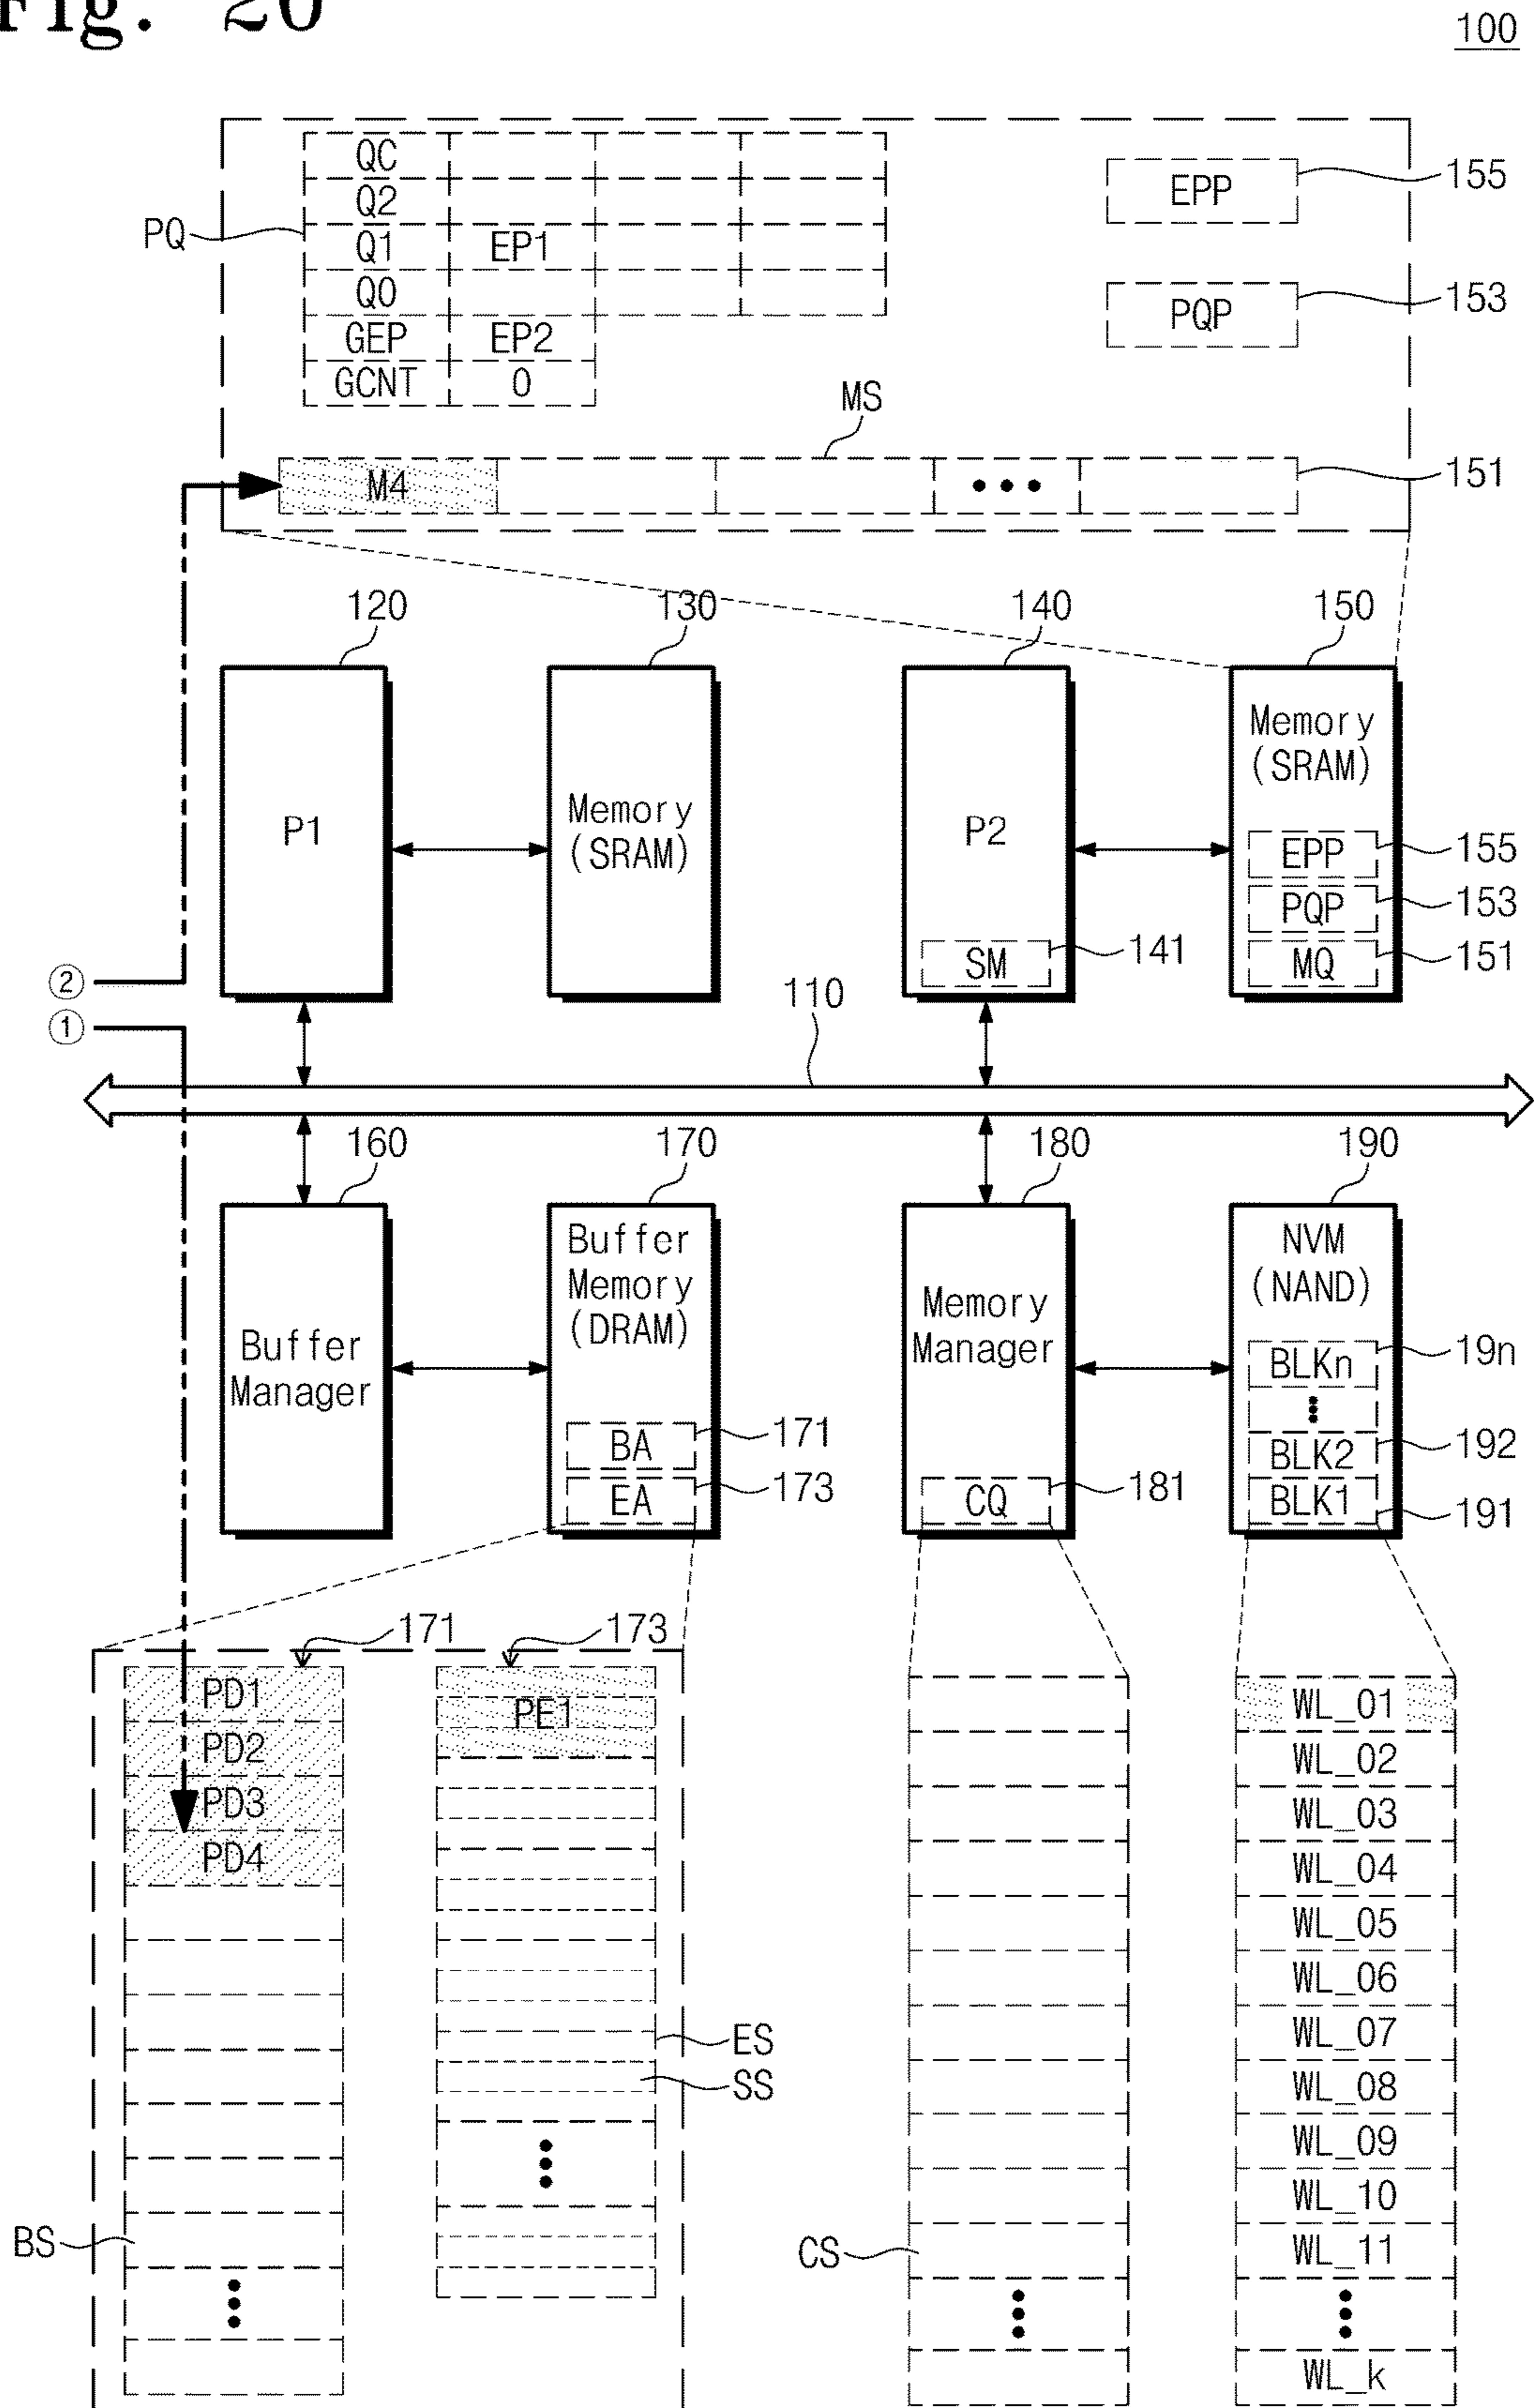 Fig. 20
100
QC
Q2
PQ
Q1 EP1
Q0
GEP EP2
GCNT 0
EPP 155
PQP 153
MS
M4 151
120 130 140 150
P1
Memory
(SRAM)
P2
SM 141
Memory
(SRAM)
EPP 155
PQP 153
MQ 151
②
①
110
160 170 180 190
Buffer
Manager
Buffer
Memory
(DRAM)
BA 171
EA 173
Memory
Manager
CQ 181
NVM
(NAND)
BLKn 19n
BLK2 192
BLK1 191
171 173
PD1
PD2
PD3
PD4
PE1
ES
SS
BS
CS
WL_01
WL_02
WL_03
WL_04
WL_05
WL_06
WL_07
WL_08
WL_09
WL_10
WL_11
WL_k